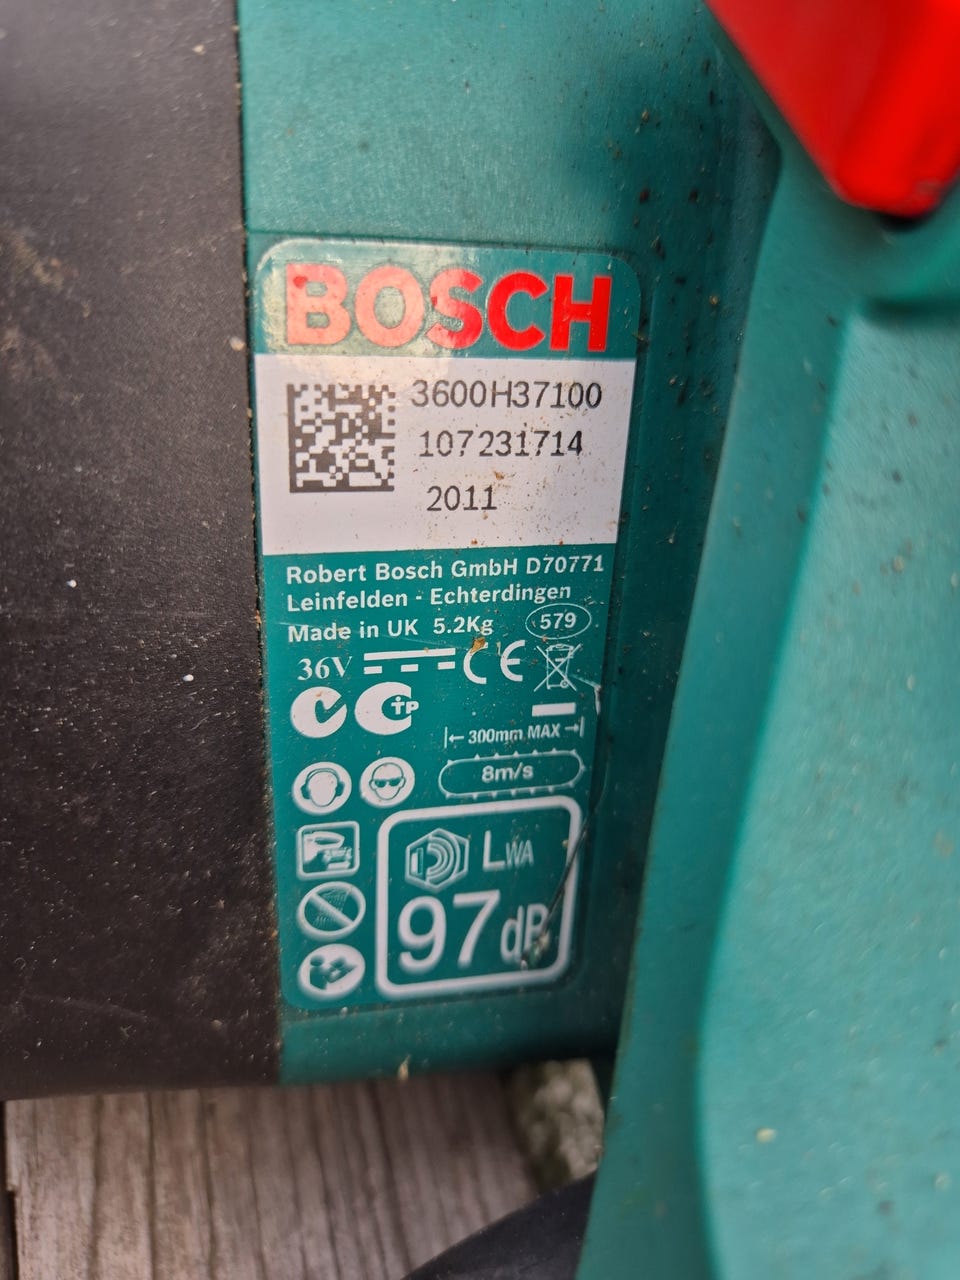 BOSCH
3600H37100
107231714
2011
Robert Bosch GmbH D70771
Leinfelden - Echterdingen
Made in UK 5.2Kg 579
36V CE
300mm MAX
8m/s
LWA
97 dB